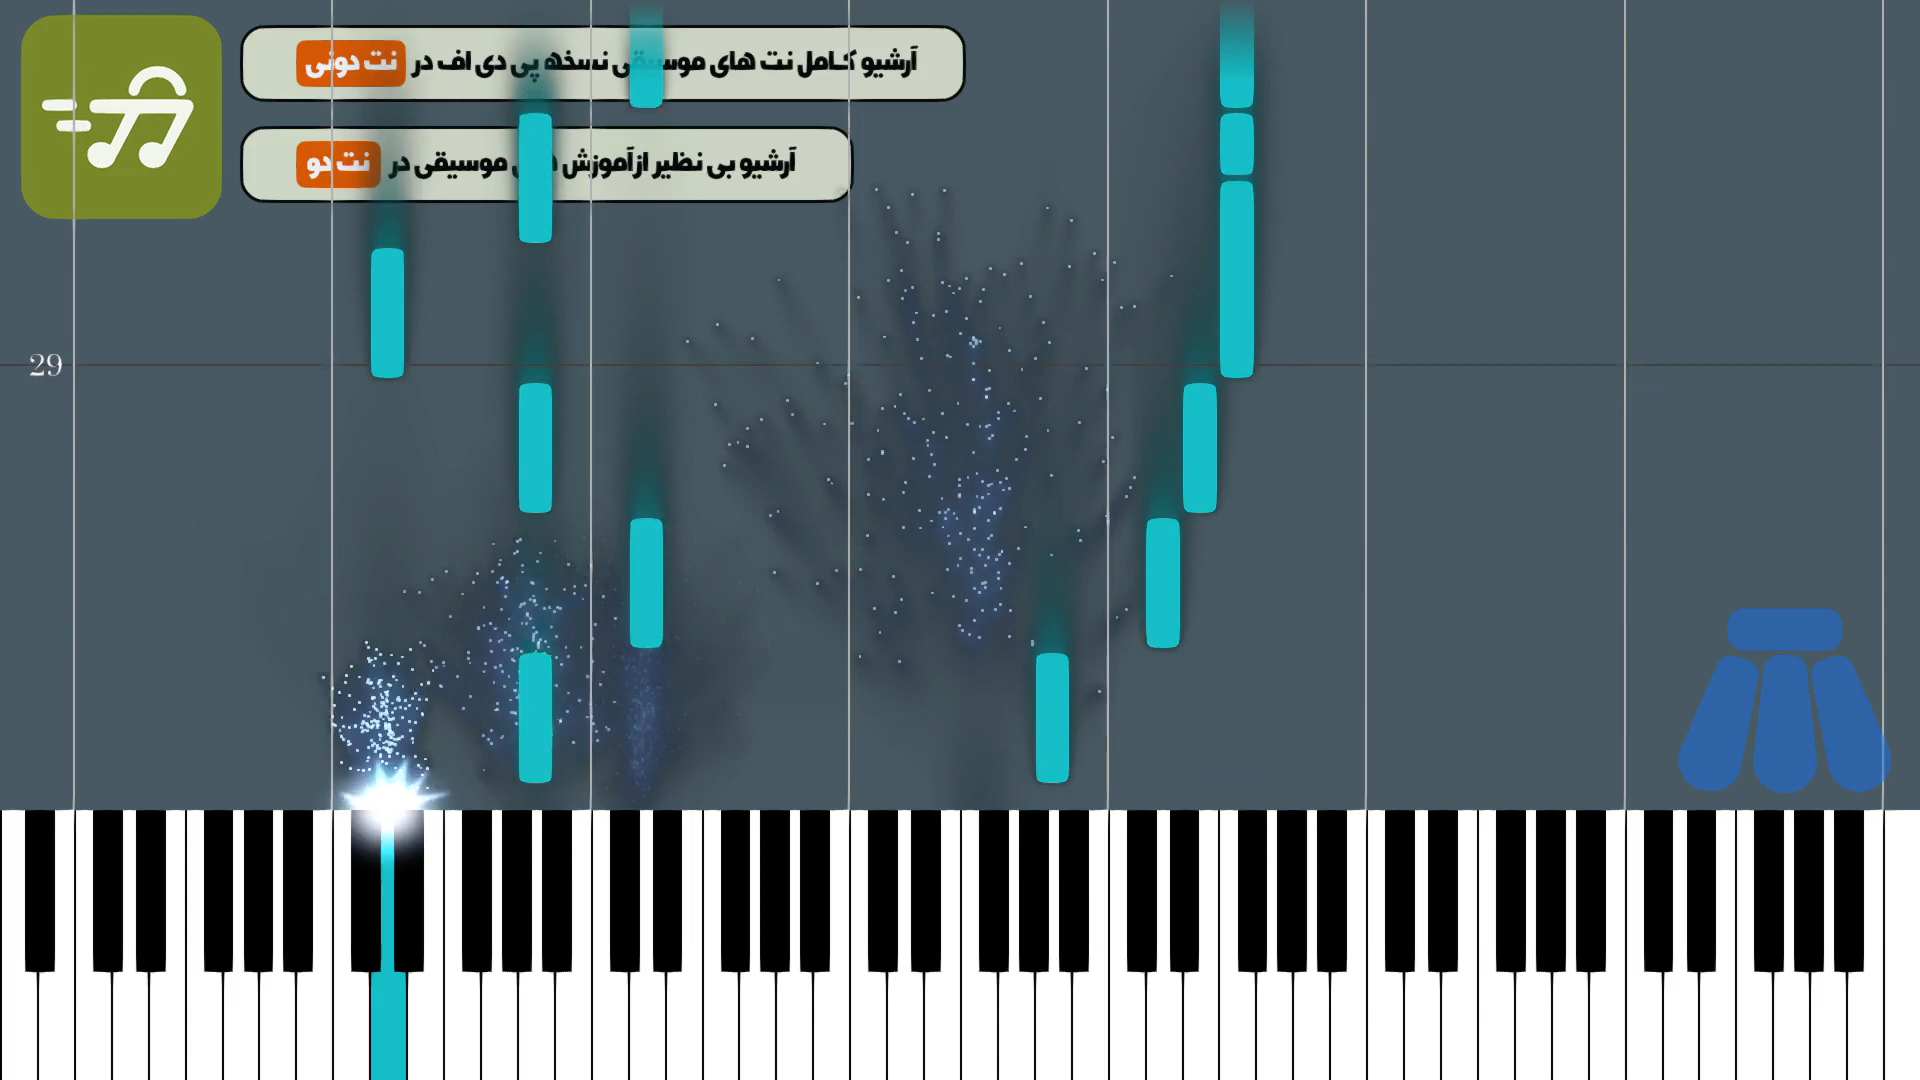 آرشیو کامل نت های موسیقی نسخه پی دی اف در نت دونی
آرشیو بی نظیر از آموزش موسیقی در نت دو
29